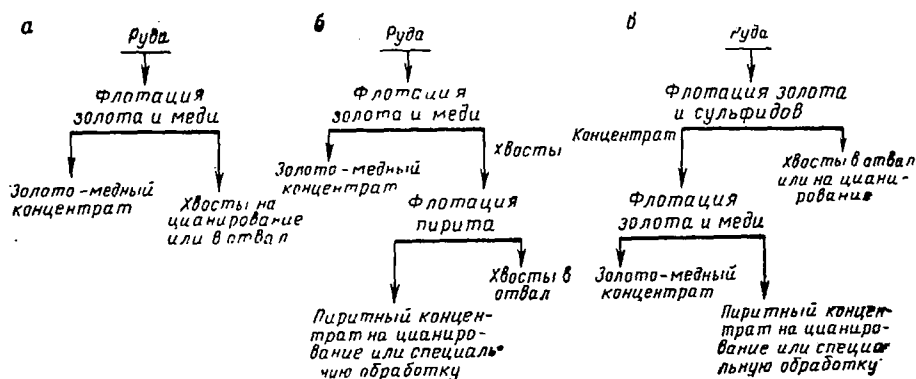 а
Руда
Флотация
золота и меди
Золото-медный
концентрат
Хвосты на
цианирование
или в отвал
б
Руда
Флотация
золота и меди
Хвосты
Золото-медный
концентрат
Флотация
пирита
Хвосты в
отвал
Пиритный концен-
трат на цианиро-
вание или специаль-
ную обработку
в
Руда
Флотация золота
и сульфидов
Концентрат
Хвосты в отвал
или на циани-
рование
Флотация
золота и меди
Золото-медный
концентрат
Пиритный концен-
трат на цианиро-
вание или специа-
льную обработку